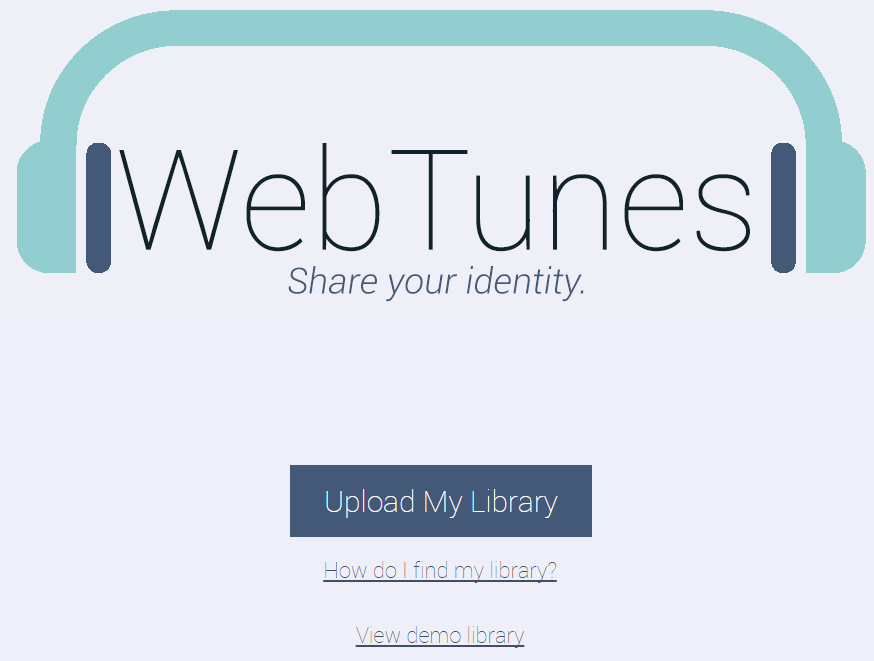 WebTunes
Share your identity.
Upload My Library
How do I find my library?
View demo library